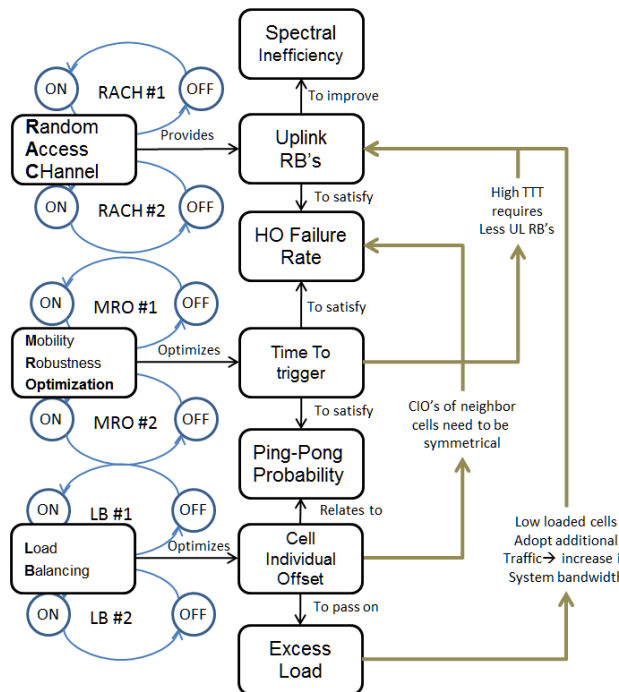 Spectral
Inefficiency
To improve
ON
RACH #1
OFF
Random
Access
CHannel
Provides
Uplink
RB's
ON
RACH #2
OFF
To satisfy
High TTT
requires
Less UL RB's
HO Failure
Rate
ON
MRO #1
OFF
To satisfy
Mobility
Robustness
Optimization
Optimizes
Time To
trigger
ON
MRO #2
OFF
To satisfy
CIO's of neighbor
cells need to be
symmetrical
Ping-Pong
Probability
ON
LB #1
OFF
Relates to
Load
Balancing
Optimizes
Cell
Individual
Offset
Low loaded cells
Adopt additional
Traffic→ increase i
System bandwidth
ON
LB #2
OFF
To pass on
Excess
Load